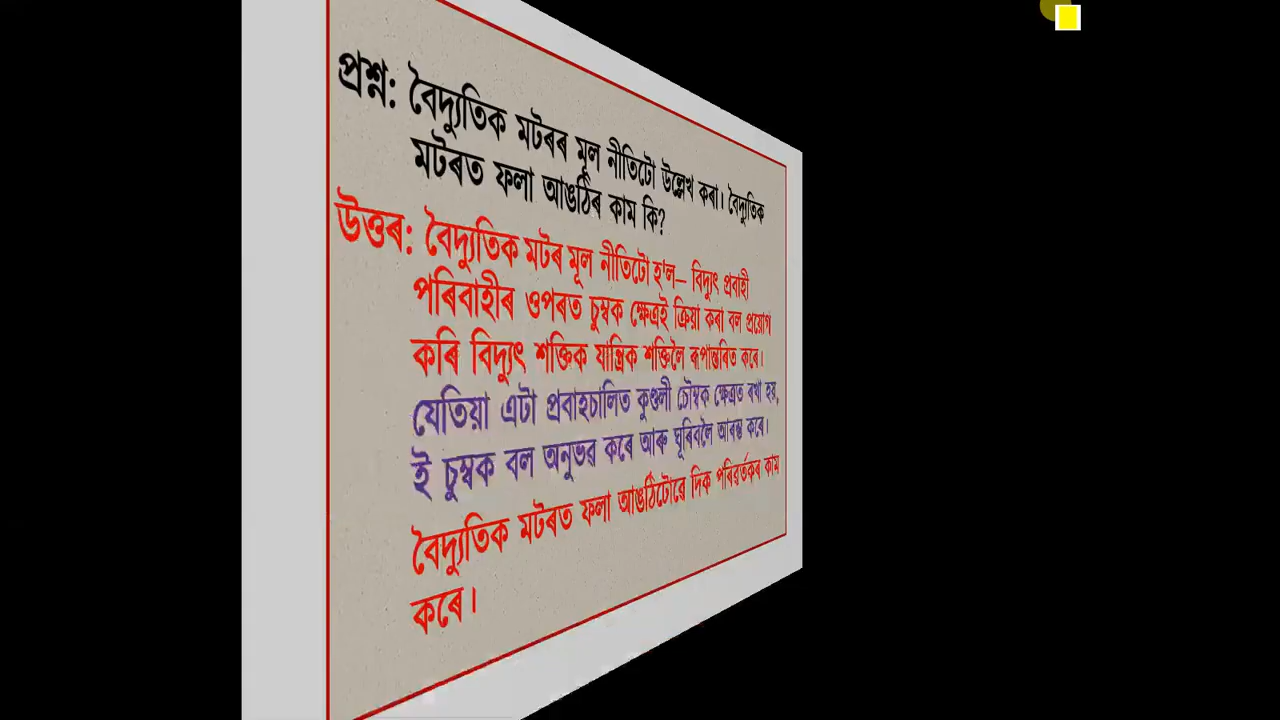 প্ৰশ্ন: বৈদ্যুতিক মটৰৰ মূল নীতিটো উল্লেখ কৰা। বৈদ্যুতিক
মটৰত ফলা আঙঠিৰ কাম কি?
উত্তৰ: বৈদ্যুতিক মটৰ মূল নীতিটো হ'ল– বিদ্যুৎ প্ৰবাহী
পৰিবাহীৰ ওপৰত চুম্বক ক্ষেত্ৰই ক্ৰিয়া কৰা বল প্ৰয়োগ
কৰি বিদ্যুৎ শক্তিক যান্ত্ৰিক শক্তিলৈ ৰূপান্তৰিত কৰে।
যেতিয়া এটা প্ৰবাহচালিত কুণ্ডলী চৌম্বক ক্ষেত্ৰত ৰখা হয়,
ই চুম্বক বল অনুভৱ কৰে আৰু ঘূৰিবলৈ আৰম্ভ কৰে।
বৈদ্যুতিক মটৰত ফলা আঙঠিটোৱে দিক পৰিৱৰ্তকৰ কাম
কৰে।